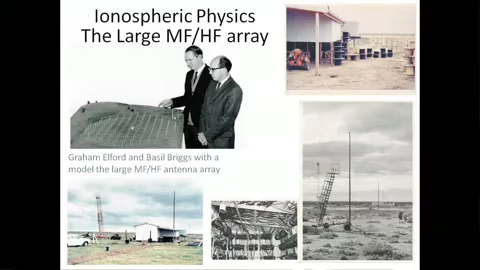 Ionospheric Physics
The Large MF/HF array
Graham Elford and Basil Briggs with a
model the large MF/HF antenna array